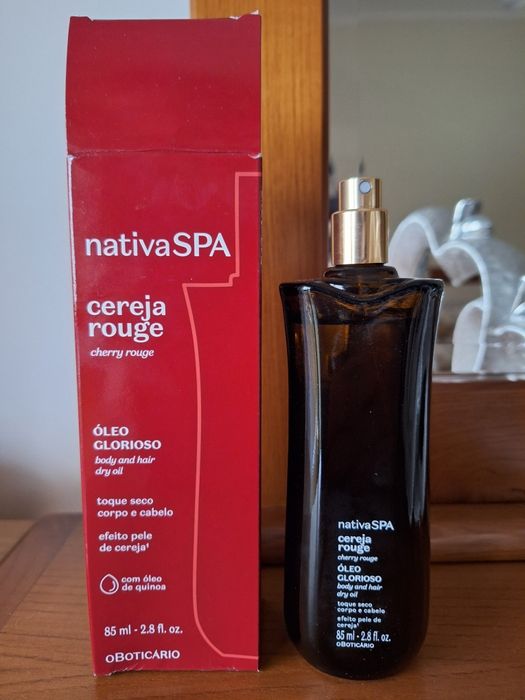 nativaSPA
cereja
rouge
cherry rouge
ÓLEO
GLORIOSO
body and hair
dry oil
toque seco
corpo e cabelo
efeito pele
de cereja¹
com óleo
de quinoa
85 ml - 2.8 fl. oz.
oBOTICÁRIO
nativaSPA
cereja
rouge
cherry rouge
ÓLEO
GLORIOSO
body and hair
dry oil
toque seco
corpo e cabelo
efeito pele de
cereja¹
85 ml - 2.8 fl. oz.
oBOTICÁRIO